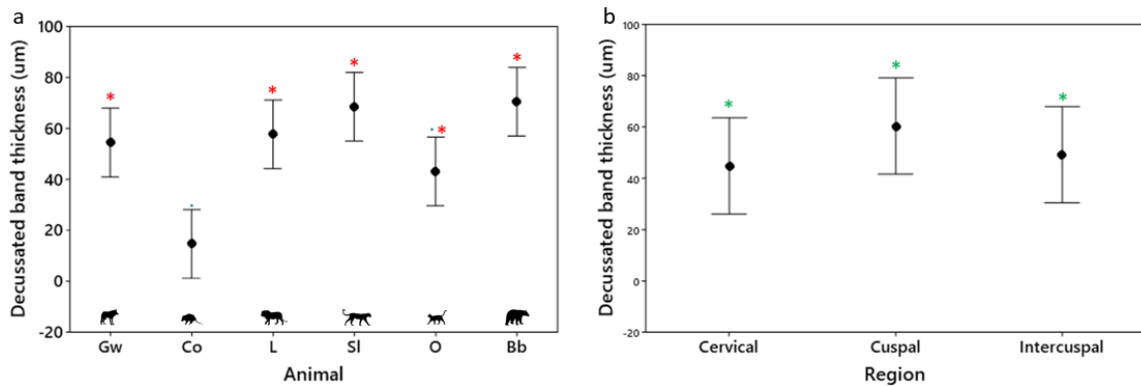 a
Decussated band thickness (um)
100
80
60
40
20
0
-20
* * * * * *
Gw Co L Sl O Bb
Animal
b
Decussated band thickness (um)
100
80
60
40
20
0
-20
* * *
Cervical Cuspal Intercuspal
Region